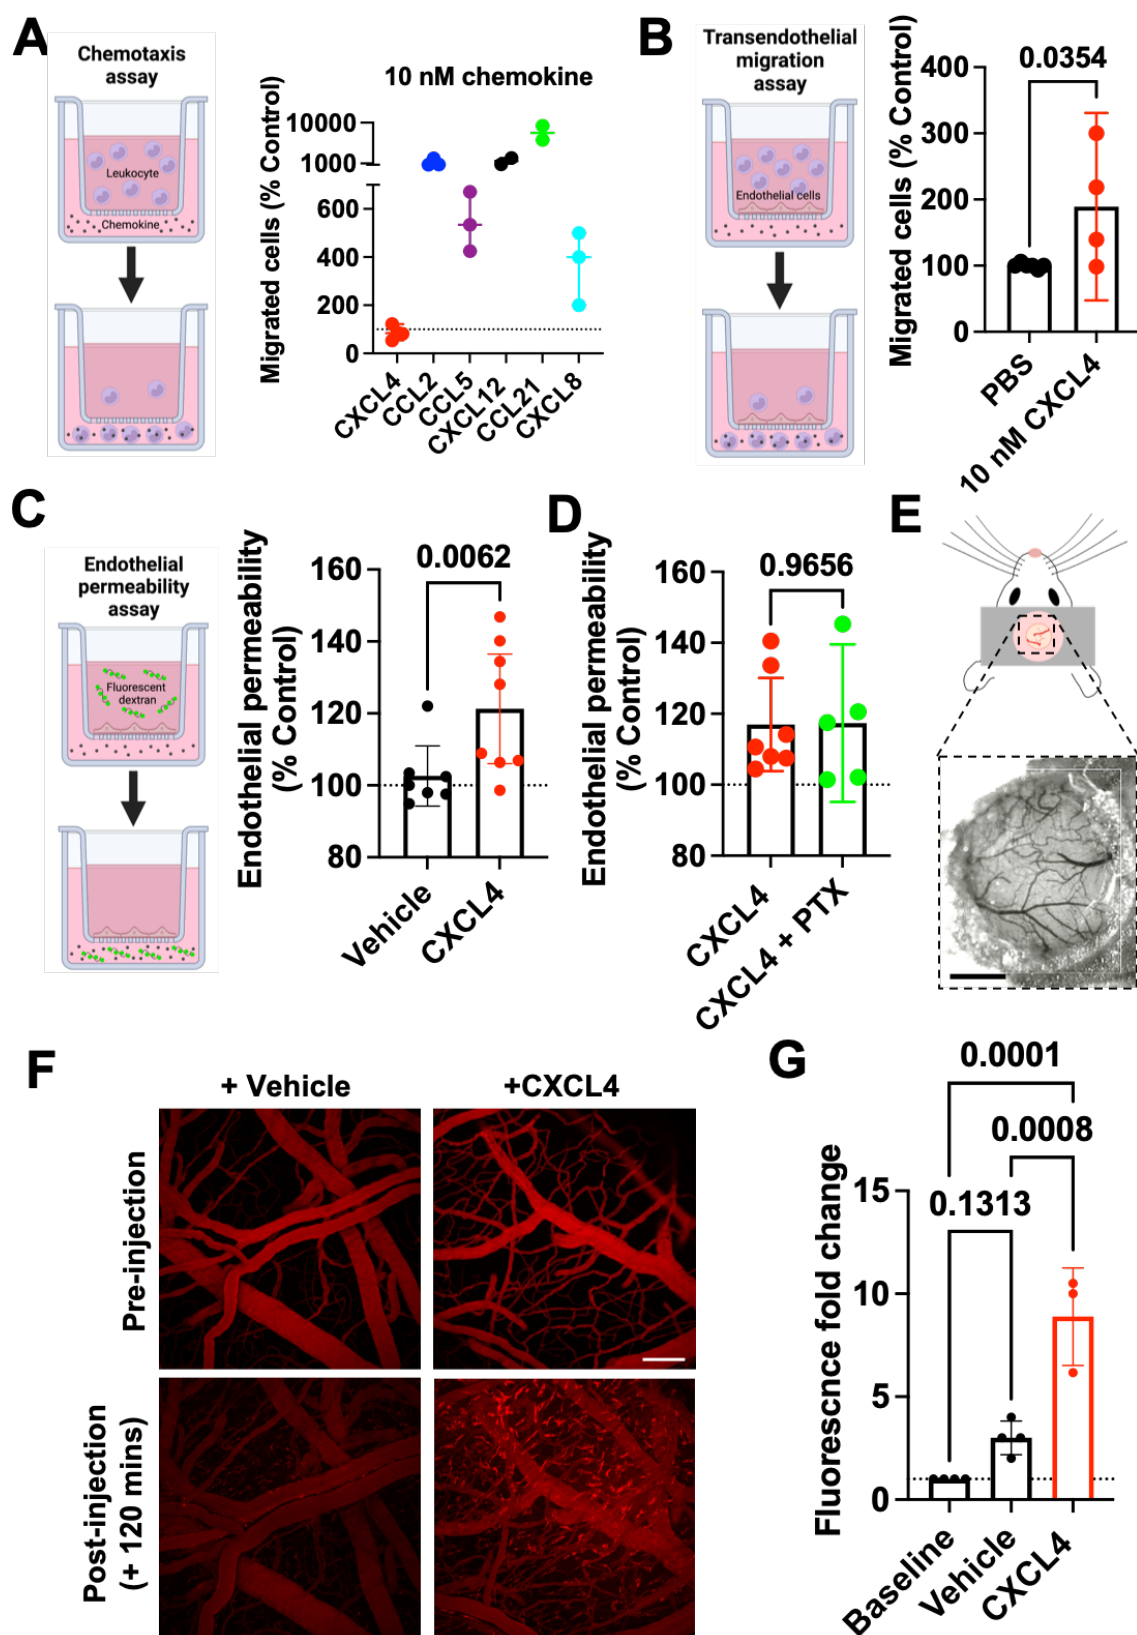 A
Chemotaxis
assay
Leukocyte
Chemokine
10 nM chemokine
Migrated cells (% Control)
10000
1000
600
400
200
0
CXCL4
CCL2
CCL5
CXCL12
CCL21
CXCL8
B
Transendothelial
migration
assay
Endothelial cells
Migrated cells (% Control)
0.0354
400
300
200
100
0
PBS
10 nM CXCL4
C
Endothelial
permeability
assay
Fluorescent
dextran
Endothelial permeability
(% Control)
0.0062
160
140
120
100
80
Vehicle
CXCL4
D
Endothelial permeability
(% Control)
0.9656
160
140
120
100
80
CXCL4
CXCL4 + PTX
E
F
+ Vehicle
+CXCL4
Pre-injection
Post-injection
(+ 120 mins)
G
Fluorescnce fold change
0.0001
0.0008
0.1313
15
10
5
0
Baseline
Vehicle
CXCL4